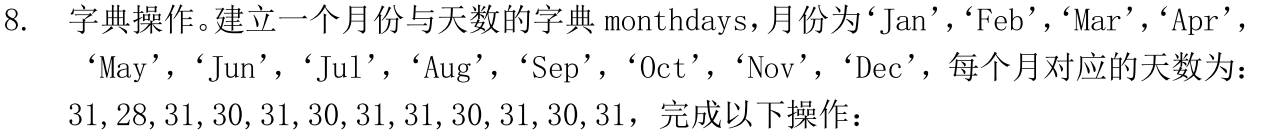 8. 字典操作。建立一个月份与天数的字典 monthdays，月份为‘Jan’，‘Feb’，‘Mar’，‘Apr’，
‘May’，‘Jun’，‘Jul’，‘Aug’，‘Sep’，‘Oct’，‘Nov’，‘Dec’，每个月对应的天数为：
31,28,31,30,31,30,31,31,30,31,30,31，完成以下操作：